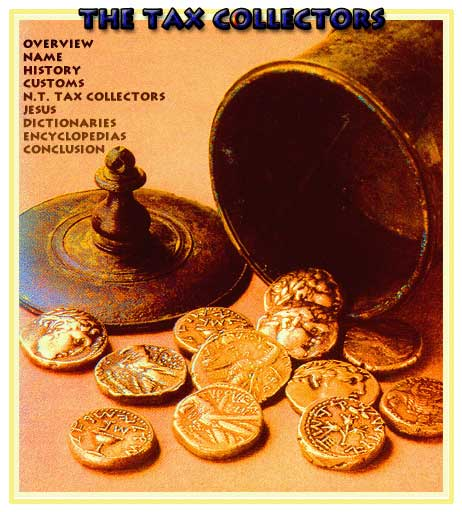 THE TAX COLLECTORS
OVERVIEW
NAME
HISTORY
CUSTOMS
N.T. TAX COLLECTORS
JESUS
DICTIONARIES
ENCYCLOPEDIAS
CONCLUSION